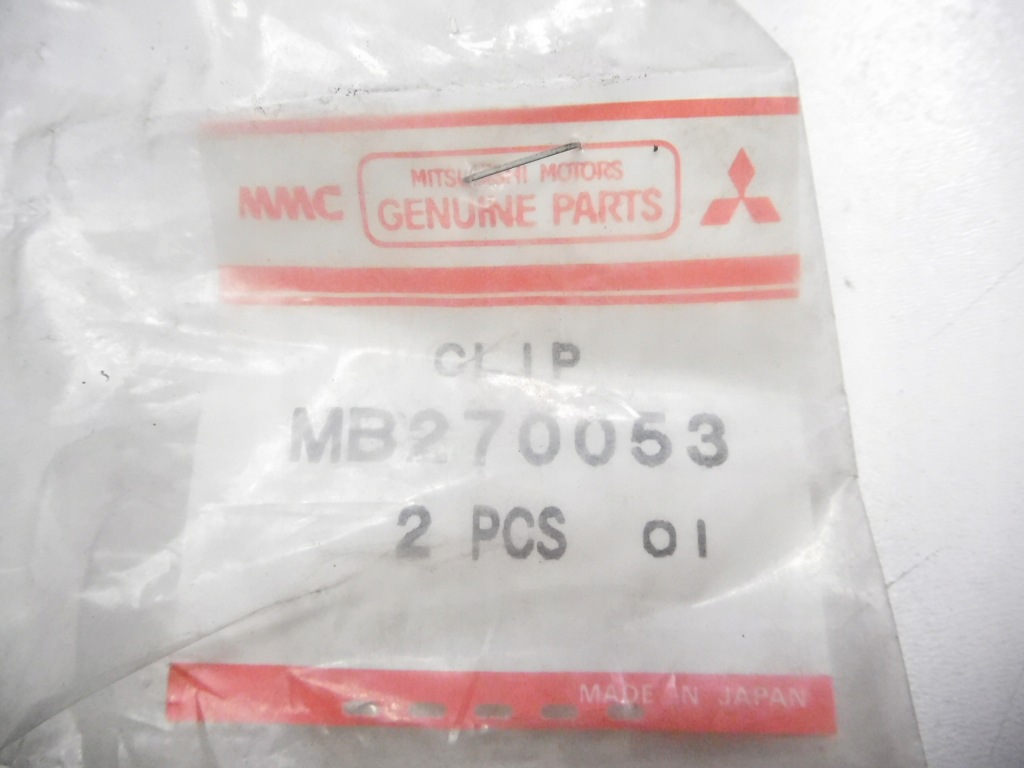 MMC
MITSUBISHI MOTORS
GENUINE PARTS
CLIP
MB270053
2 PCS 01
MADE IN JAPAN